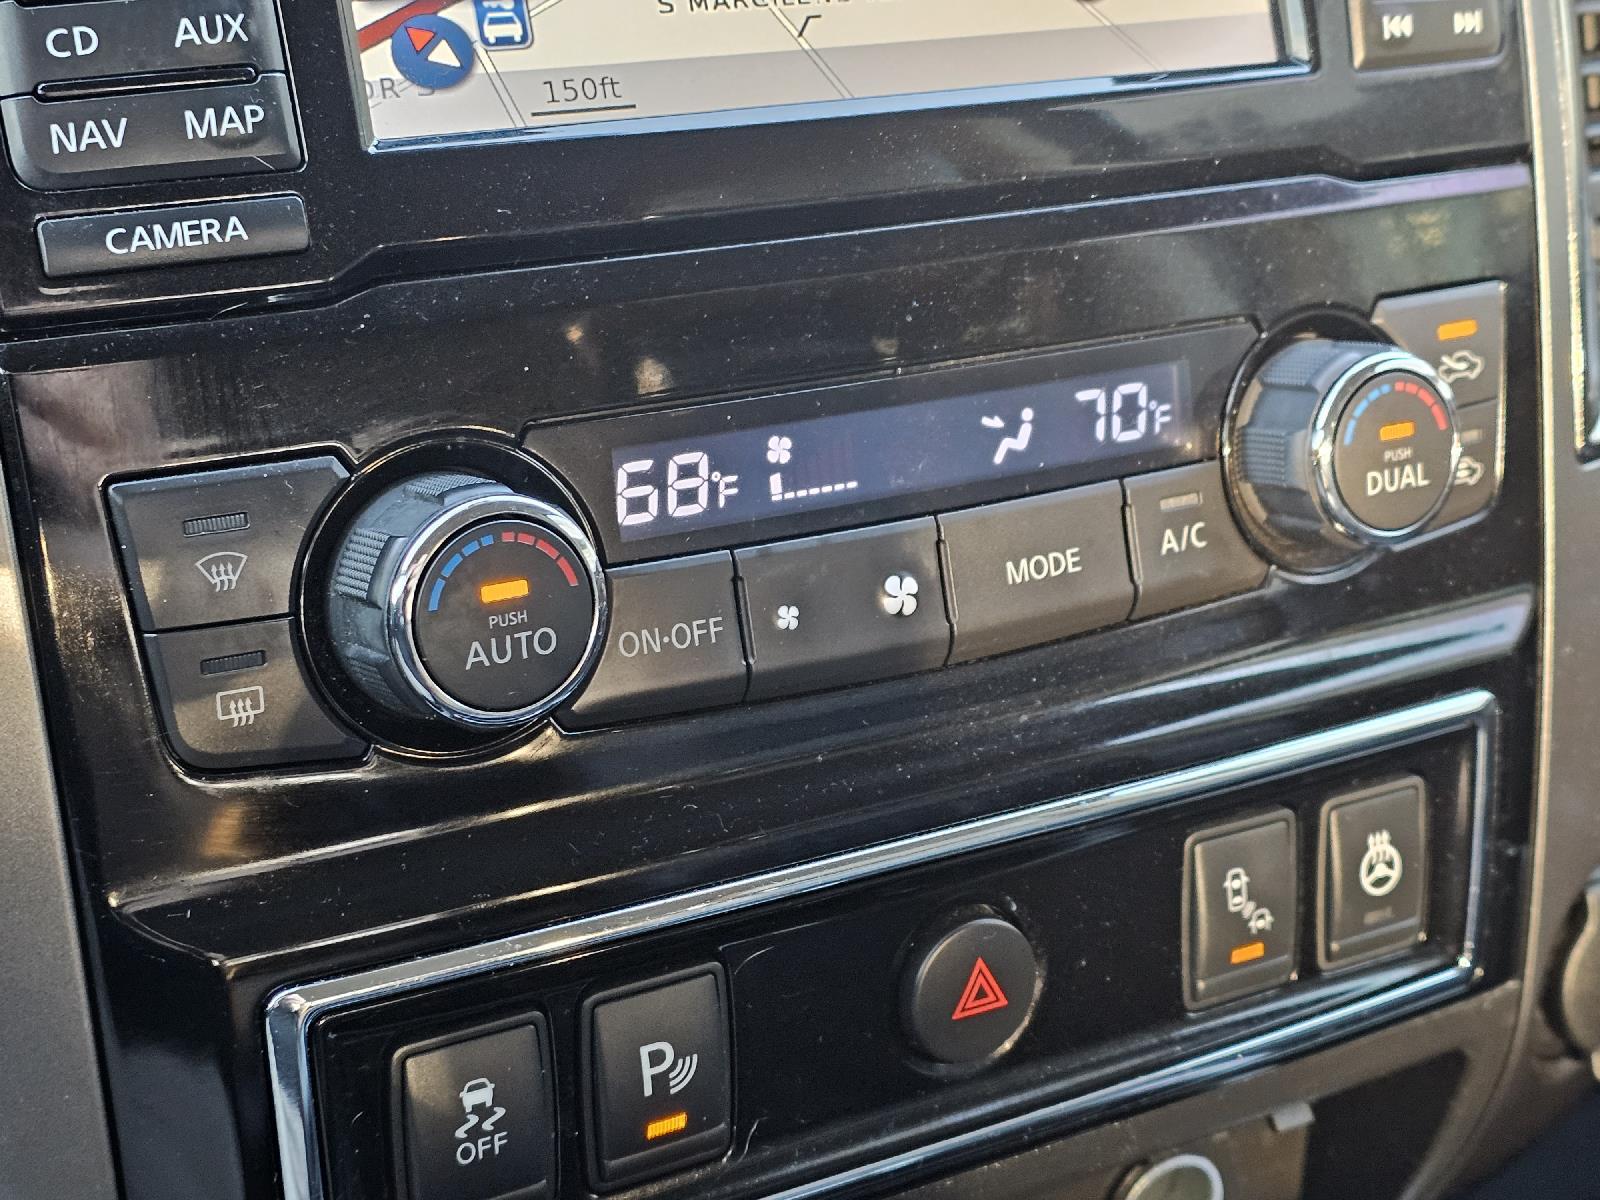 CD AUX
NAV MAP
CAMERA
150ft
68°F
70°F
PUSH
AUTO
ON•OFF
MODE
A/C
PUSH
DUAL
OFF
P